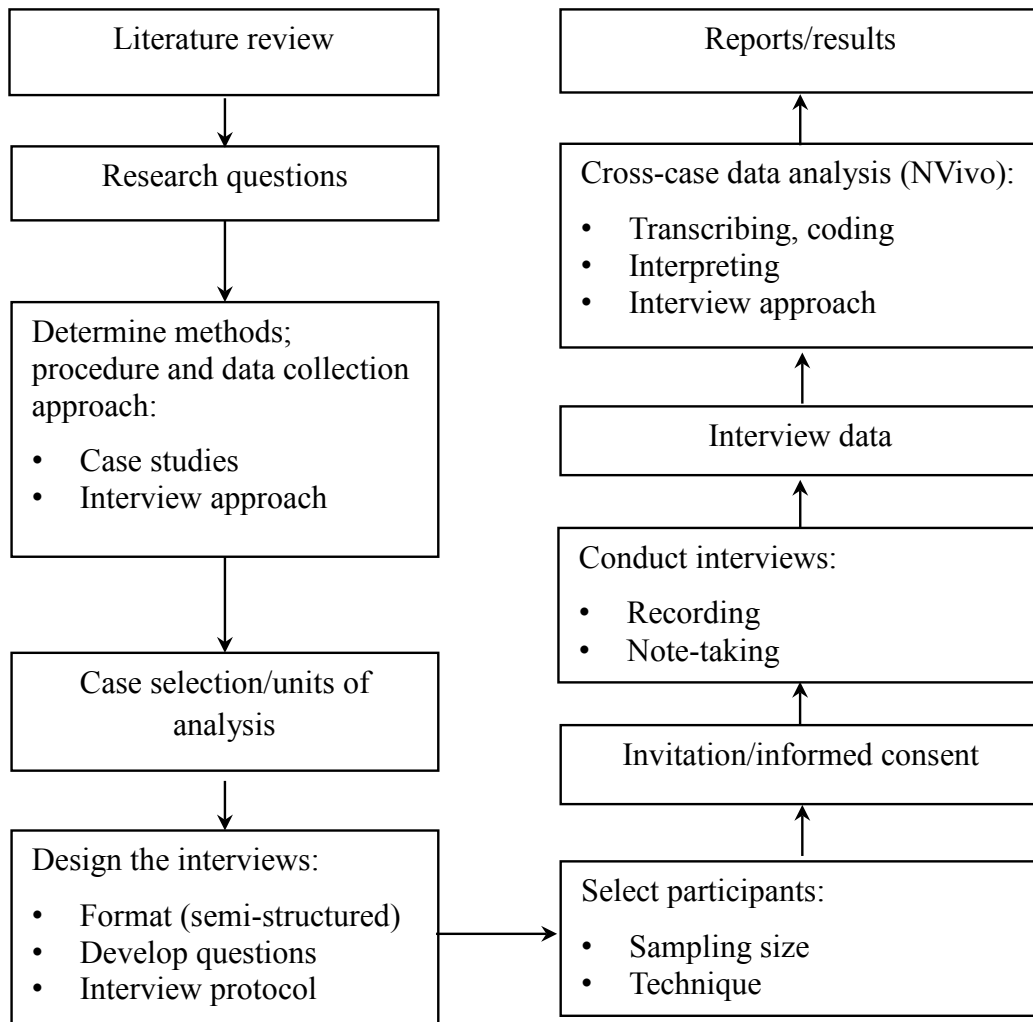 Literature review
Research questions
Determine methods;
procedure and data collection
approach:
• Case studies
• Interview approach
Case selection/units of
analysis
Design the interviews:
• Format (semi-structured)
• Develop questions
• Interview protocol
Select participants:
• Sampling size
• Technique
Invitation/informed consent
Conduct interviews:
• Recording
• Note-taking
Interview data
Cross-case data analysis (NVivo):
• Transcribing, coding
• Interpreting
• Interview approach
Reports/results